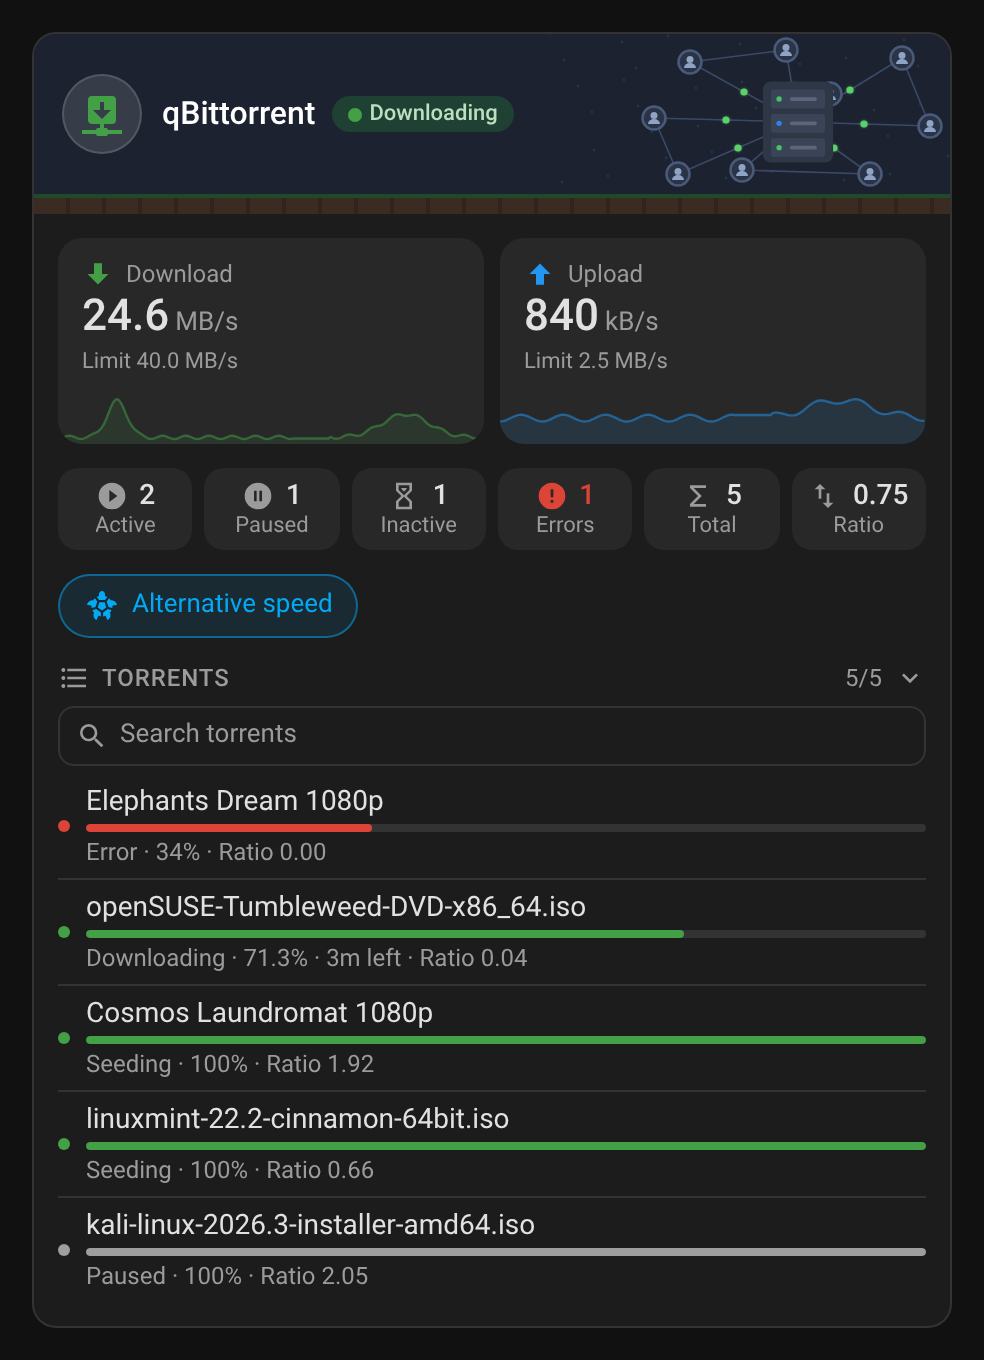 qBittorrent
Downloading
Download
24.6 MB/s
Limit 40.0 MB/s
Upload
840 kB/s
Limit 2.5 MB/s
2
Active
1
Paused
1
Inactive
1
Errors
5
Total
0.75
Ratio
Alternative speed
TORRENTS
5/5
Search torrents
Elephants Dream 1080p
Error · 34% · Ratio 0.00
openSUSE-Tumbleweed-DVD-x86_64.iso
Downloading · 71.3% · 3m left · Ratio 0.04
Cosmos Laundromat 1080p
Seeding · 100% · Ratio 1.92
linuxmint-22.2-cinnamon-64bit.iso
Seeding · 100% · Ratio 0.66
kali-linux-2026.3-installer-amd64.iso
Paused · 100% · Ratio 2.05